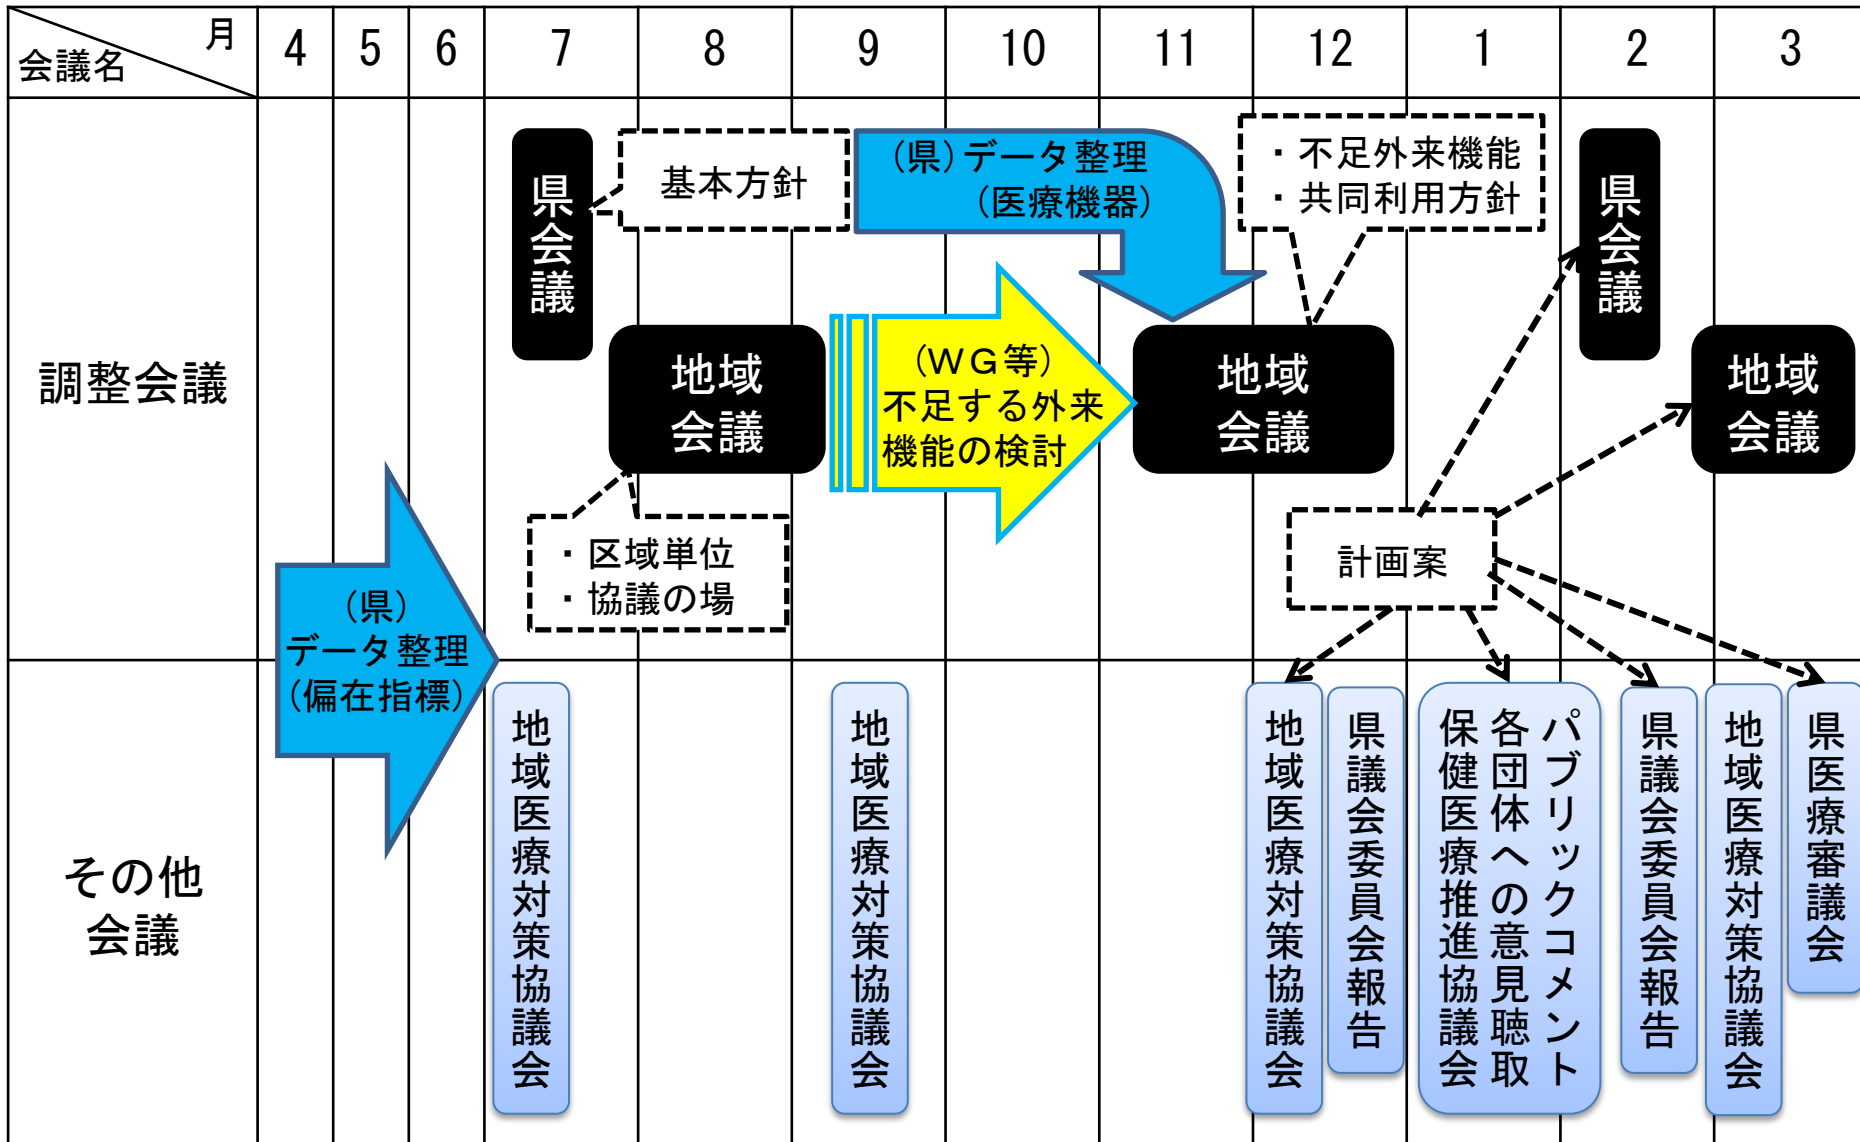 月
会議名
4
5
6
7
8
9
10
11
12
1
2
3
調整会議
県会議
基本方針
(県)データ整理
(医療機器)
・不足外来機能
・共同利用方針
県会議
地域
会議
(WG等)
不足する外来
機能の検討
地域
会議
地域
会議
・区域単位
・協議の場
計画案
(県)
データ整理
(偏在指標)
その他
会議
地域医療対策協議会
地域医療対策協議会
地域医療対策協議会
県議会委員会報告
パブリックコメント
各団体への意見聴取
保健医療推進協議会
県議会委員会報告
地域医療対策協議会
県医療審議会